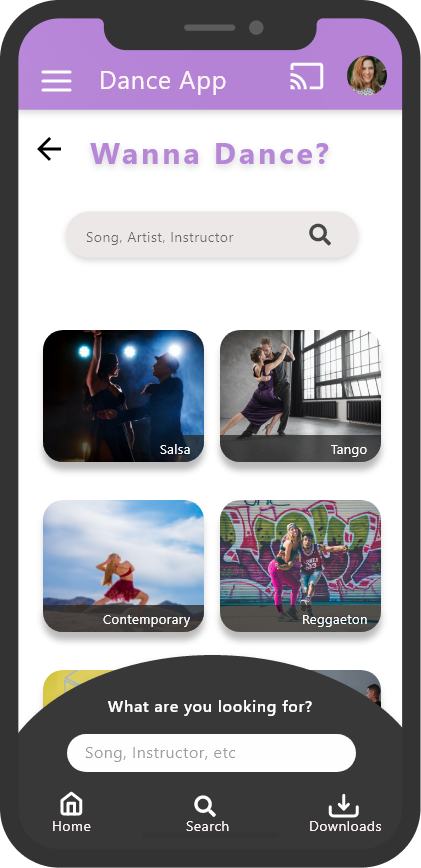 Dance App
Wanna Dance?
Song, Artist, Instructor
Salsa
Tango
Contemporary
Reggaeton
What are you looking for?
Song, Instructor, etc
Home
Search
Downloads